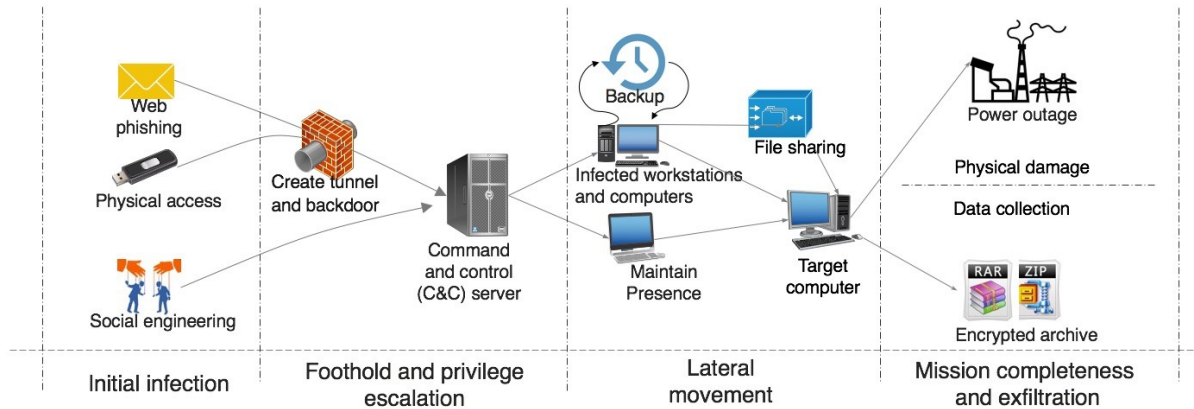 Web
phishing
Physical access
Social engineering
Create tunnel
and backdoor
Command
and control
(C&C) server
Backup
Infected workstations
and computers
File sharing
Maintain
Presence
Target
computer
Power outage
Physical damage
Data collection
RAR
ZIP
Encrypted archive
Initial infection
Foothold and privilege
escalation
Lateral
movement
Mission completeness
and exfiltration